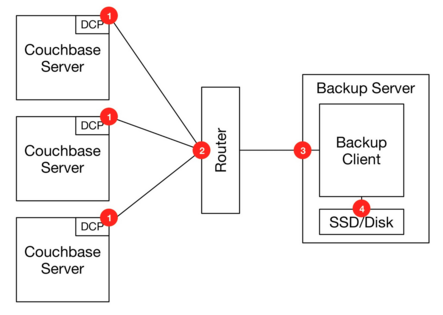 DCP
1
Couchbase
Server
DCP
1
Couchbase
Server
DCP
1
Couchbase
Server
2
Router
3
Backup Server
Backup
Client
4
SSD/Disk